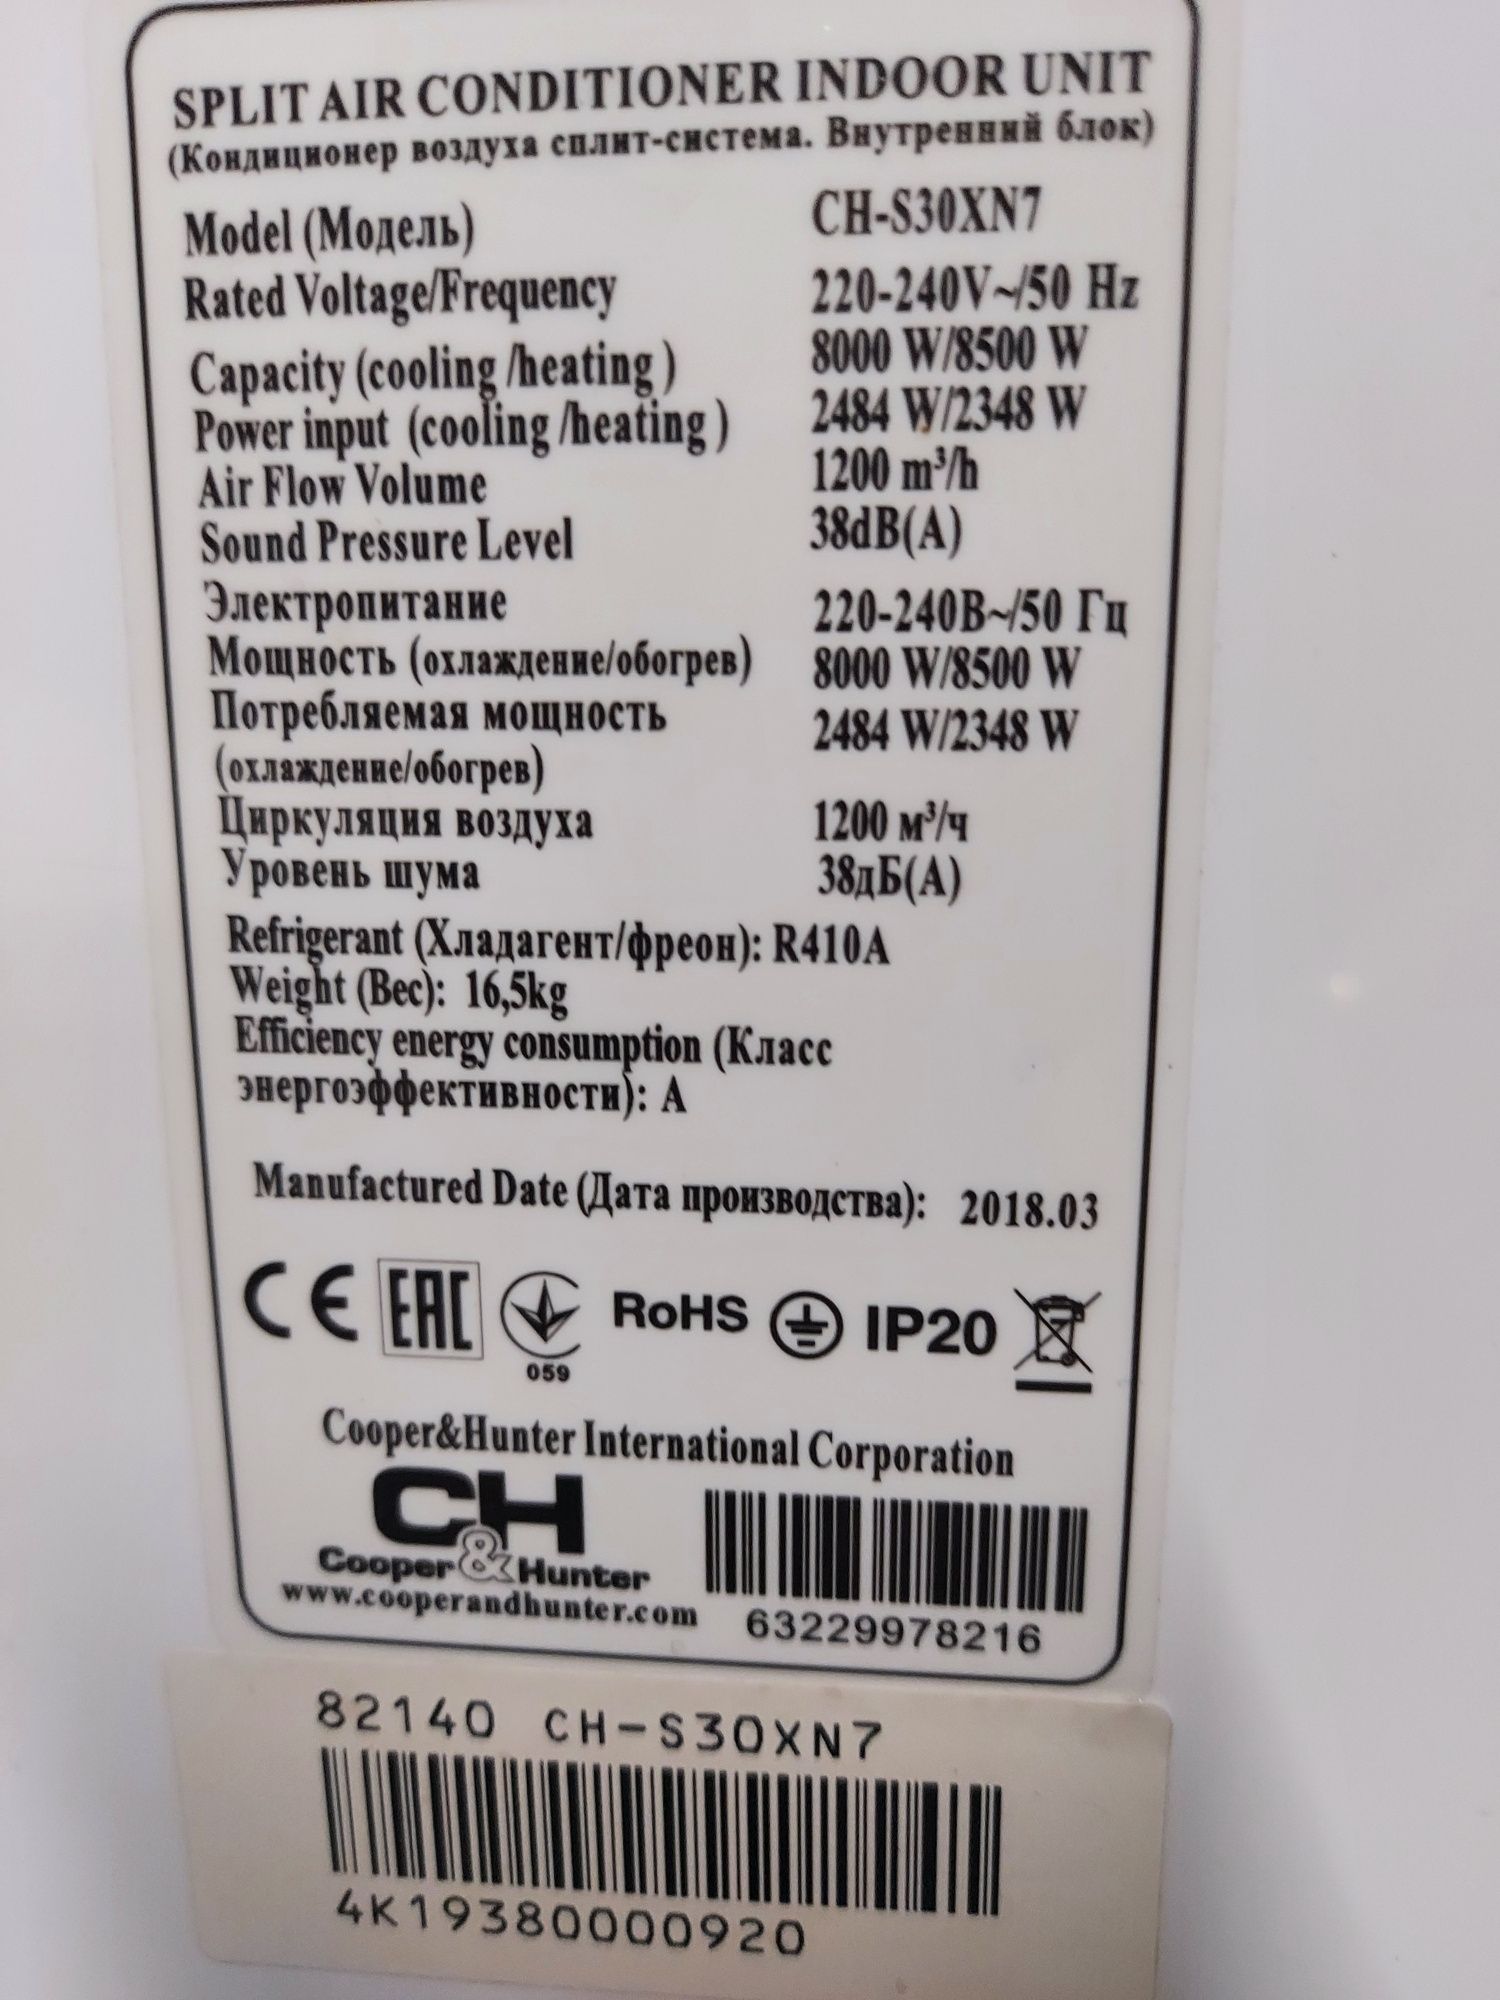 SPLIT AIR CONDITIONER INDOOR UNIT
(Кондиционер воздуха сплит-система. Внутренний блок)
Model (Модель) CH-S30XN7
Rated Voltage/Frequency 220-240V~/50 Hz
Capacity (cooling /heating ) 8000 W/8500 W
Power input (cooling /heating ) 2484 W/2348 W
Air Flow Volume 1200 m³/h
Sound Pressure Level 38dB(A)
Электропитание 220-240В~/50 Гц
Мощность (охлаждение/обогрев) 8000 W/8500 W
Потребляемая мощность 2484 W/2348 W
(охлаждение/обогрев)
Циркуляция воздуха 1200 м³/ч
Уровень шума 38дБ(А)
Refrigerant (Хладагент/фреон): R410A
Weight (Вес): 16,5kg
Efficiency energy consumption (Класс
энергоэффективности): A
Manufactured Date (Дата производства): 2018.03
CE EAC 059 RoHS IP20
Cooper&Hunter International Corporation
CH
Cooper & Hunter
www.cooperandhunter.com
63229978216
82140 CH-S30XN7
4K19380000920